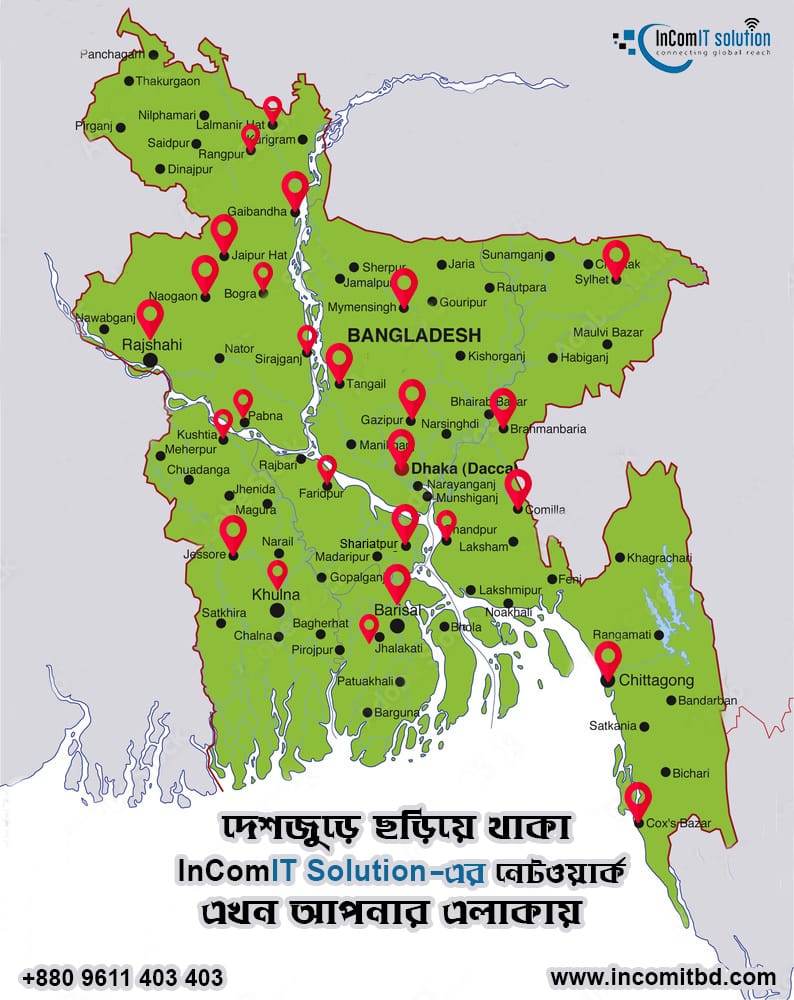 InComIT solution
connecting global reach
Panchagarh
Thakurgaon
Nilphamari
Lalmanir Hat
Pirganj
Kurigram
Saidpur
Rangpur
Dinajpur
Gaibandha
Jaipur Hat
Sunamganj
Sherpur
Jaria
Sylhet
Jamalpur
Naogaon
Bogra
Rautpara
Mymensingh
Gouripur
Nawabganj
BANGLADESH
Maulvi Bazar
Rajshahi
Nator
Sirajganj
Kishorganj
Habiganj
Tangail
Bhairab Bazar
Pabna
Gazipur
Narsinghdi
Brahmanbaria
Kushtia
Meherpur
Rajbari
Dhaka (Dacca)
Chuadanga
Narayanganj
Jhenida
Faridpur
Munshiganj
Magura
Comilla
Narail
Shariatpur
Laksham
Jessore
Madaripur
Khagrachari
Gopalganj
Feni
Khulna
Lakshmipur
Barisal
Noakhali
Satkhira
Bagherhat
Bhola
Chalna
Rangamati
Pirojpur
Jhalakati
Patuakhali
Chittagong
Bandarban
Barguna
Satkania
Bichari
Cox's Bazar
দেশজুড়ে ছড়িয়ে থাকা
InComIT Solution-এর নেটওয়ার্ক
এখন আপনার এলাকায়
+880 9611 403 403
www.incomitbd.com